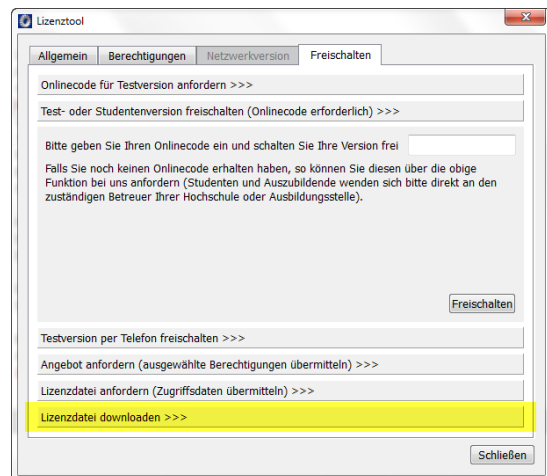 Lizenztool
Allgemein Berechtigungen Netzwerkversion Freischalten
Onlinecode für Testversion anfordern >>>
Test- oder Studentenversion freischalten (Onlinecode erforderlich) >>>
Bitte geben Sie Ihren Onlinecode ein und schalten Sie Ihre Version frei
Falls Sie noch keinen Onlinecode erhalten haben, so können Sie diesen über die obige
Funktion bei uns anfordern (Studenten und Auszubildende wenden sich bitte direkt an den
zuständigen Betreuer Ihrer Hochschule oder Ausbildungsstelle).
Freischalten
Testversion per Telefon freischalten >>>
Angebot anfordern (ausgewählte Berechtigungen übermitteln) >>>
Lizenzdatei anfordern (Zugriffsdaten übermitteln) >>>
Lizenzdatei downloaden >>>
Schließen